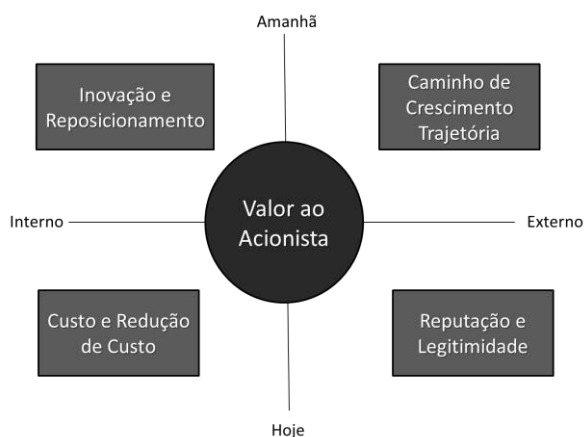 Amanhã
Inovação e
Reposicionamento
Caminho de
Crescimento
Trajetória
Interno
Valor ao
Acionista
Externo
Custo e Redução
de Custo
Reputação e
Legitimidade
Hoje